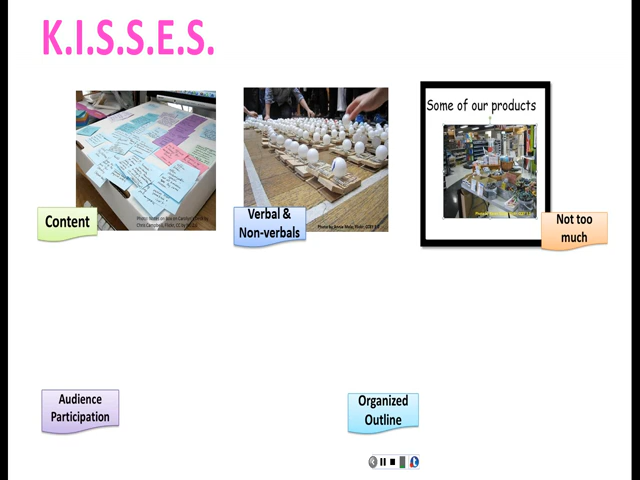 K.I.S.S.E.S.
Some of our products
Content
Verbal &
Non-verbals
Not too
much
Audience
Participation
Organized
Outline